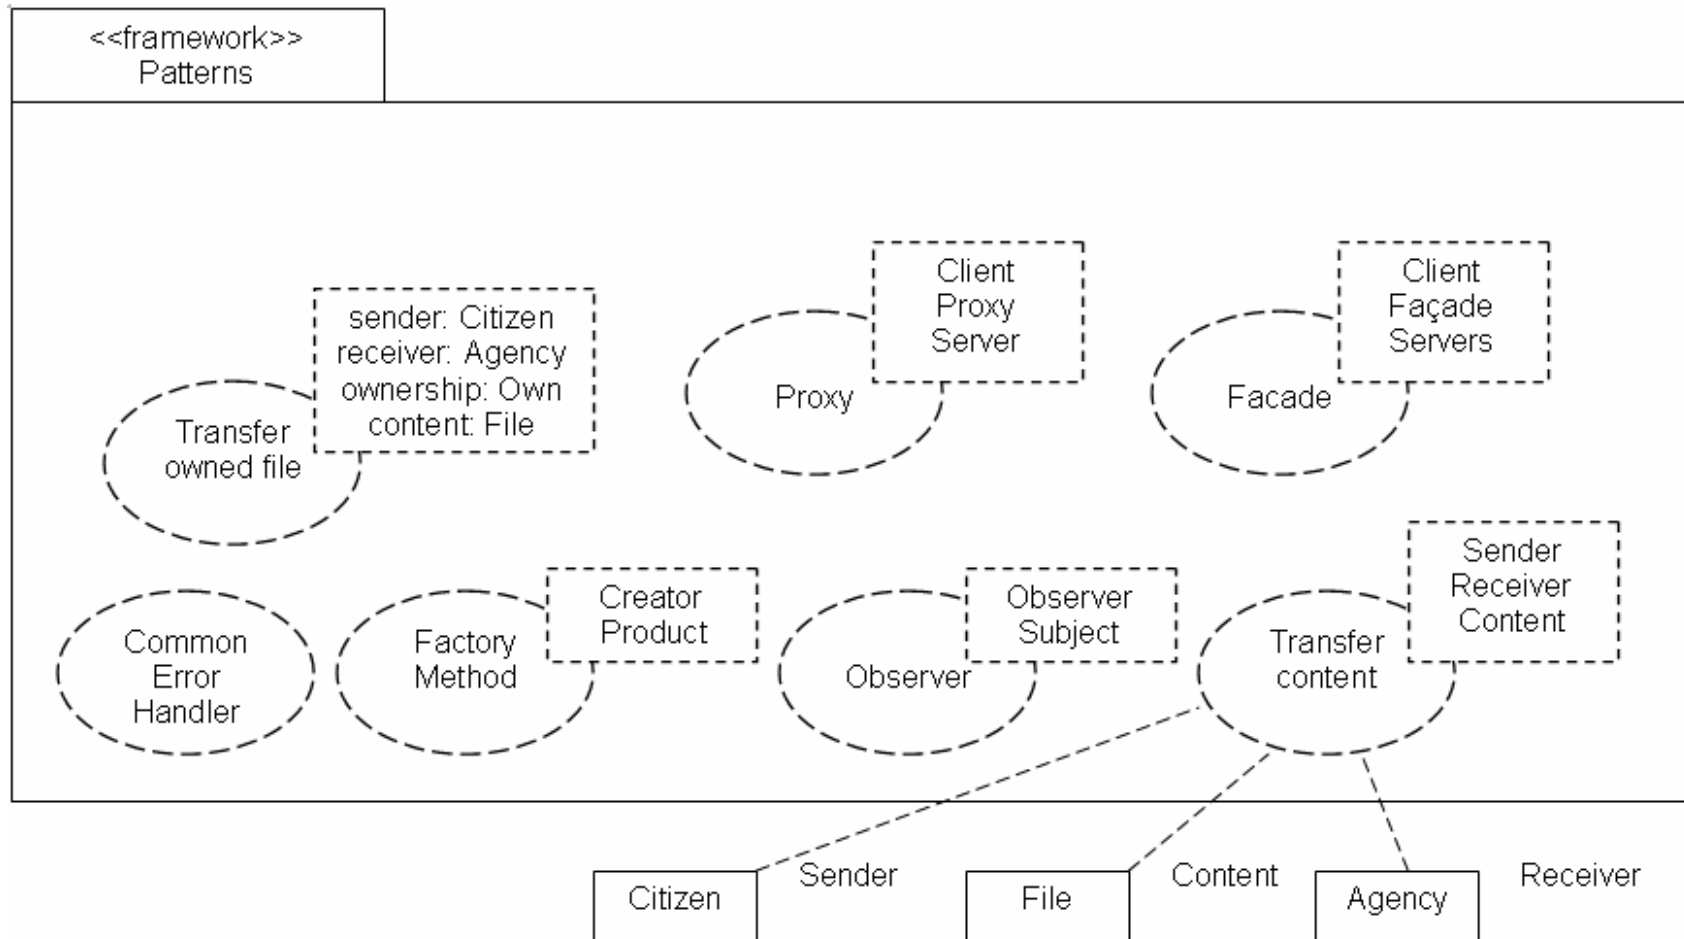 <<framework>>
Patterns
Client
Proxy
Server
Proxy
Client
Façade
Servers
Facade
sender: Citizen
receiver: Agency
ownership: Own
content: File
Transfer
owned file
Common
Error
Handler
Creator
Product
Factory
Method
Observer
Subject
Observer
Sender
Receiver
Content
Transfer
content
Citizen
Sender
File
Content
Agency
Receiver